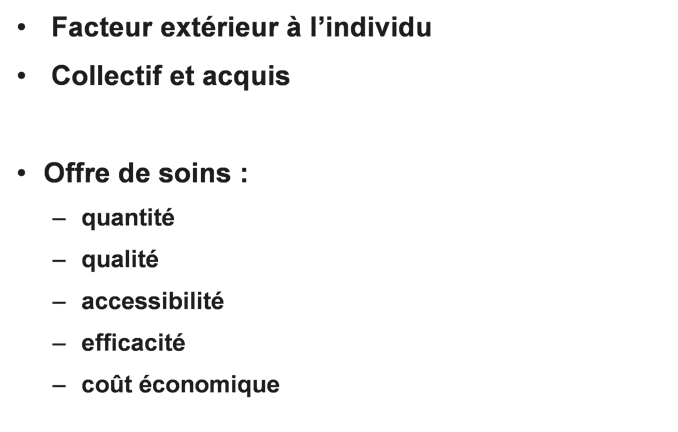 • Facteur extérieur à l’individu
• Collectif et acquis
• Offre de soins :
– quantité
– qualité
– accessibilité
– efficacité
– coût économique